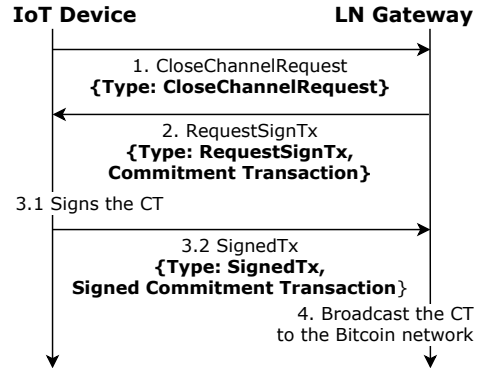 IoT Device
LN Gateway
1. CloseChannelRequest
{Type: CloseChannelRequest}
2. RequestSignTx
{Type: RequestSignTx,
Commitment Transaction}
3.1 Signs the CT
3.2 SignedTx
{Type: SignedTx,
Signed Commitment Transaction}
4. Broadcast the CT
to the Bitcoin network